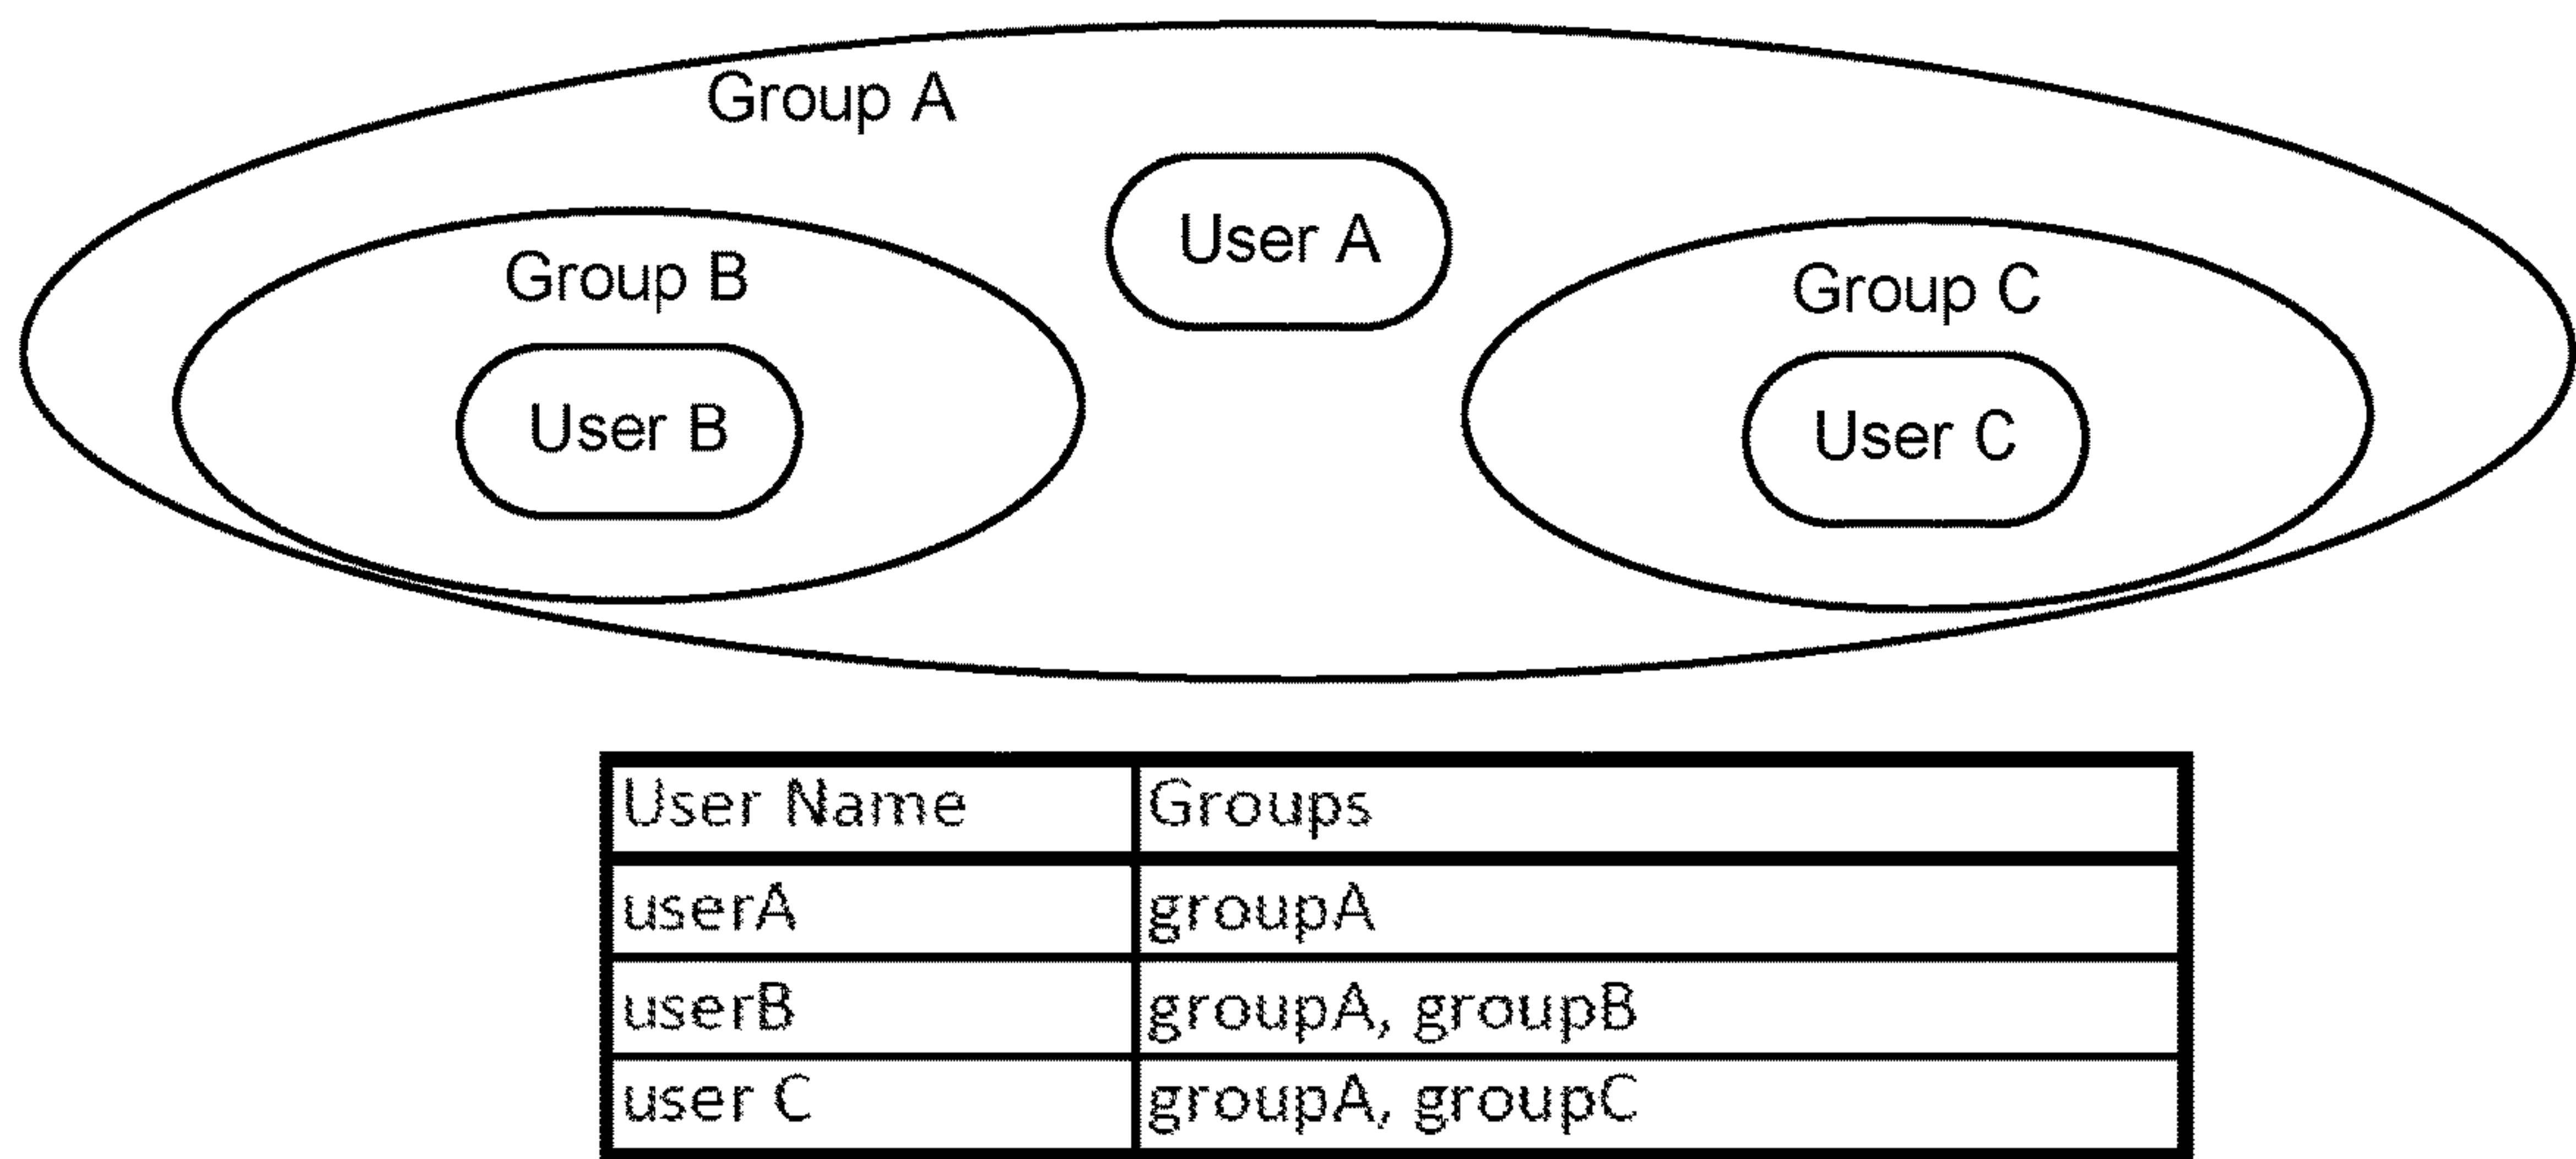 Group A
User A
Group B
Group C
User B
User C
User Name Groups
userA groupA
userB groupA, groupB
user C groupA, groupC